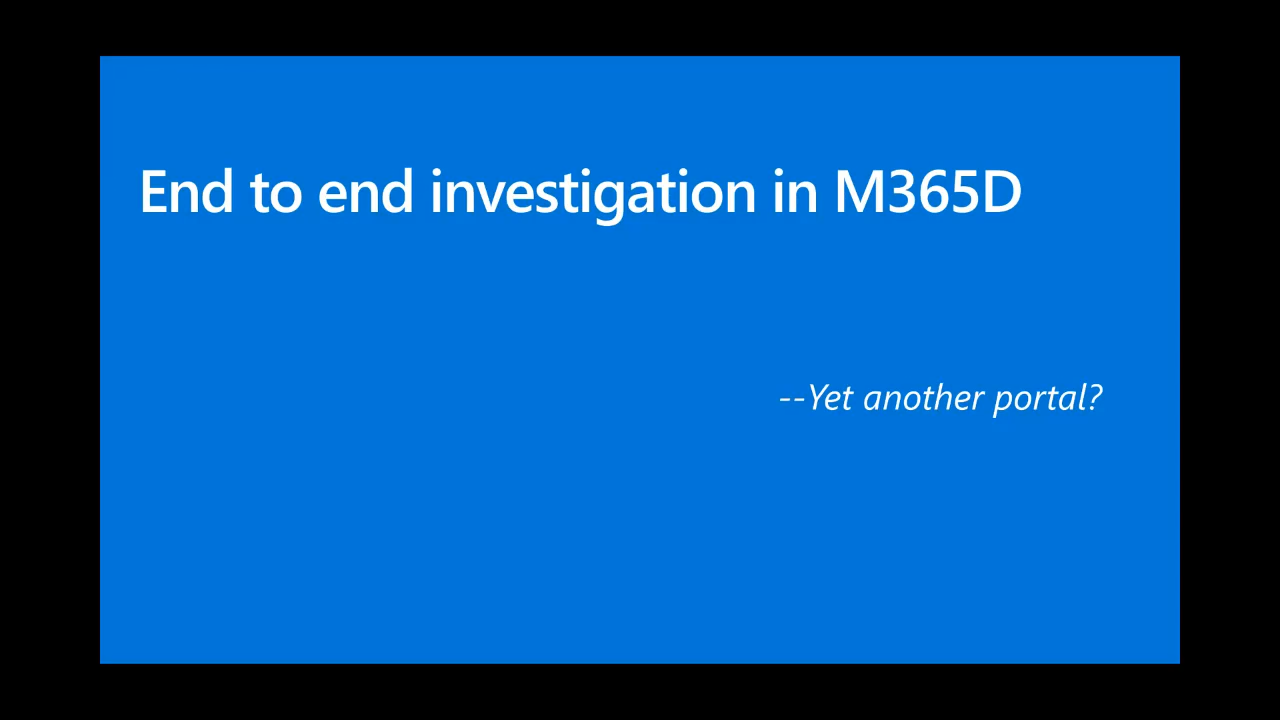 End to end investigation in M365D
--Yet another portal?